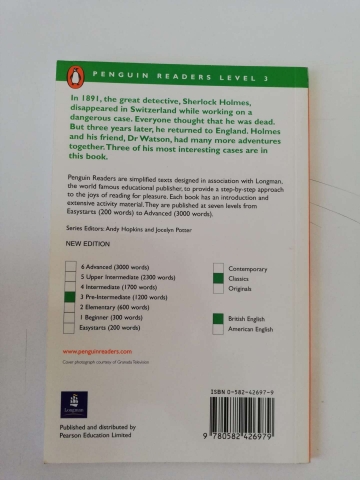 PENGUIN READERS LEVEL 3
In 1891, the great detective, Sherlock Holmes,
disappeared in Switzerland while working on a
dangerous case. Everyone thought that he was dead.
But three years later, he returned to England. Holmes
and his friend, Dr Watson, had many more adventures
together. Three of his most interesting cases are in
this book.
Penguin Readers are simplified texts designed in association with Longman,
the world famous educational publisher, to provide a step-by-step approach
to the joys of reading for pleasure. Each book has an introduction and
extensive activity material. They are published at seven levels from
Easystarts (200 words) to Advanced (3000 words).
Series Editors: Andy Hopkins and Jocelyn Potter
NEW EDITION
6 Advanced (3000 words)
5 Upper Intermediate (2300 words)
4 Intermediate (1700 words)
3 Pre-Intermediate (1200 words)
2 Elementary (600 words)
1 Beginner (300 words)
Easystarts (200 words)
Contemporary
Classics
Originals
British English
American English
www.penguinreaders.com
Cover photograph courtesy of Granada Television
ISBN 0-582-42697-9
Longman
Published and distributed by
Pearson Education Limited
9 780582 426979